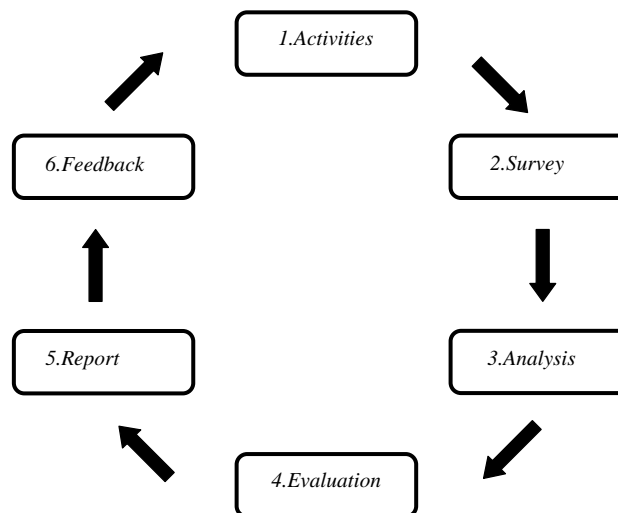 1.Activities
2.Survey
3.Analysis
4.Evaluation
5.Report
6.Feedback